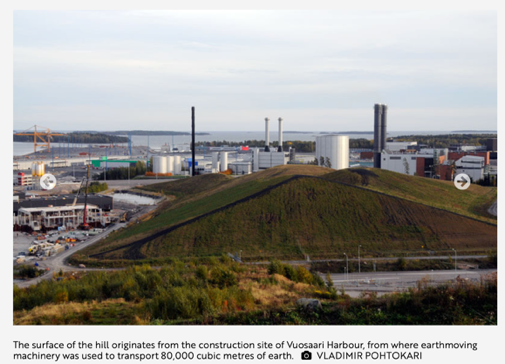 The surface of the hill originates from the construction site of Vuosaari Harbour, from where earthmoving
machinery was used to transport 80,000 cubic metres of earth. VLADIMIR POHTOKARI